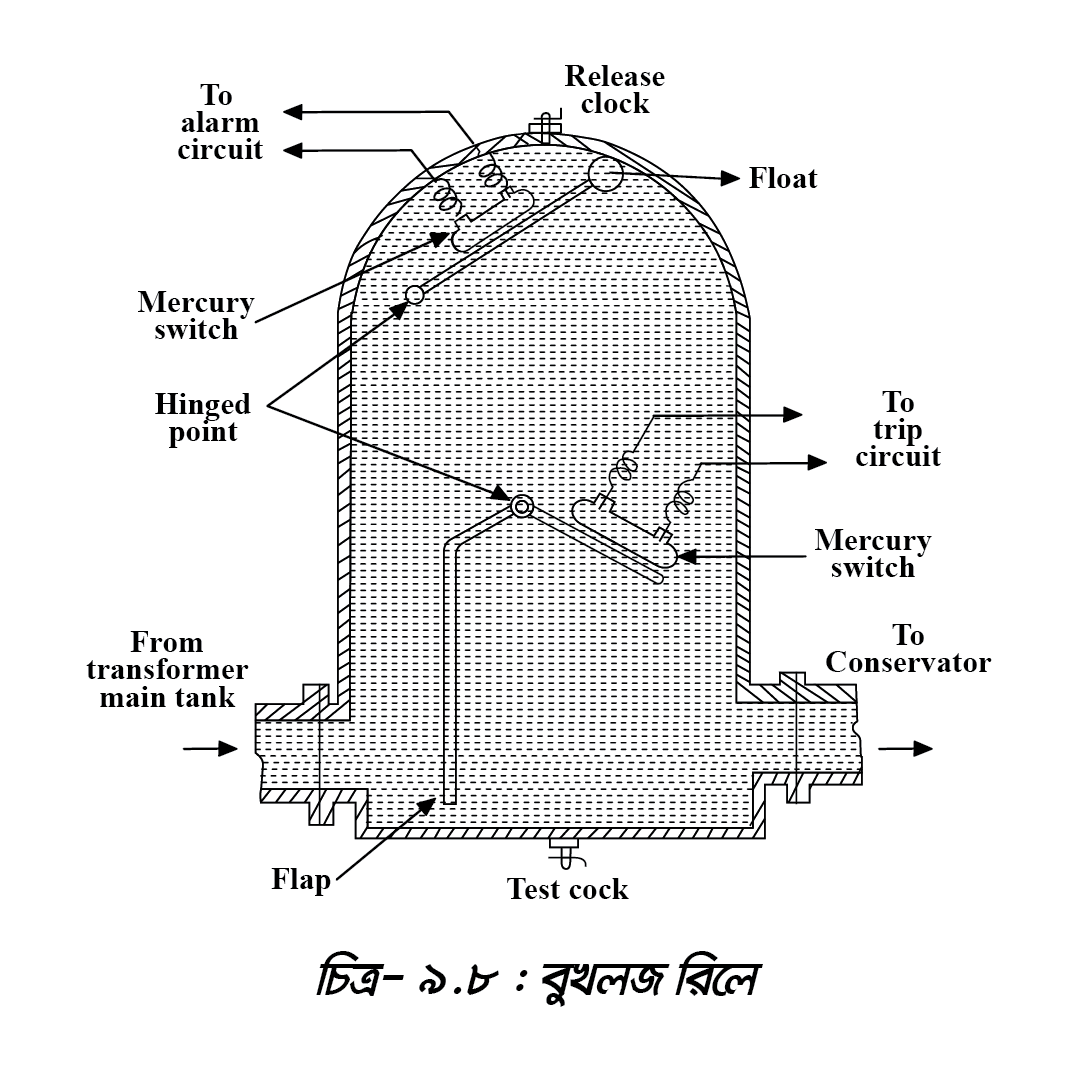 Release
clock
To
alarm
circuit
Float
Mercury
switch
Hinged
point
To
trip
circuit
Mercury
switch
From
transformer
main tank
To
Conservator
Flap
Test cock
চিত্র- ৯.৮ : বুখলজ রিলে